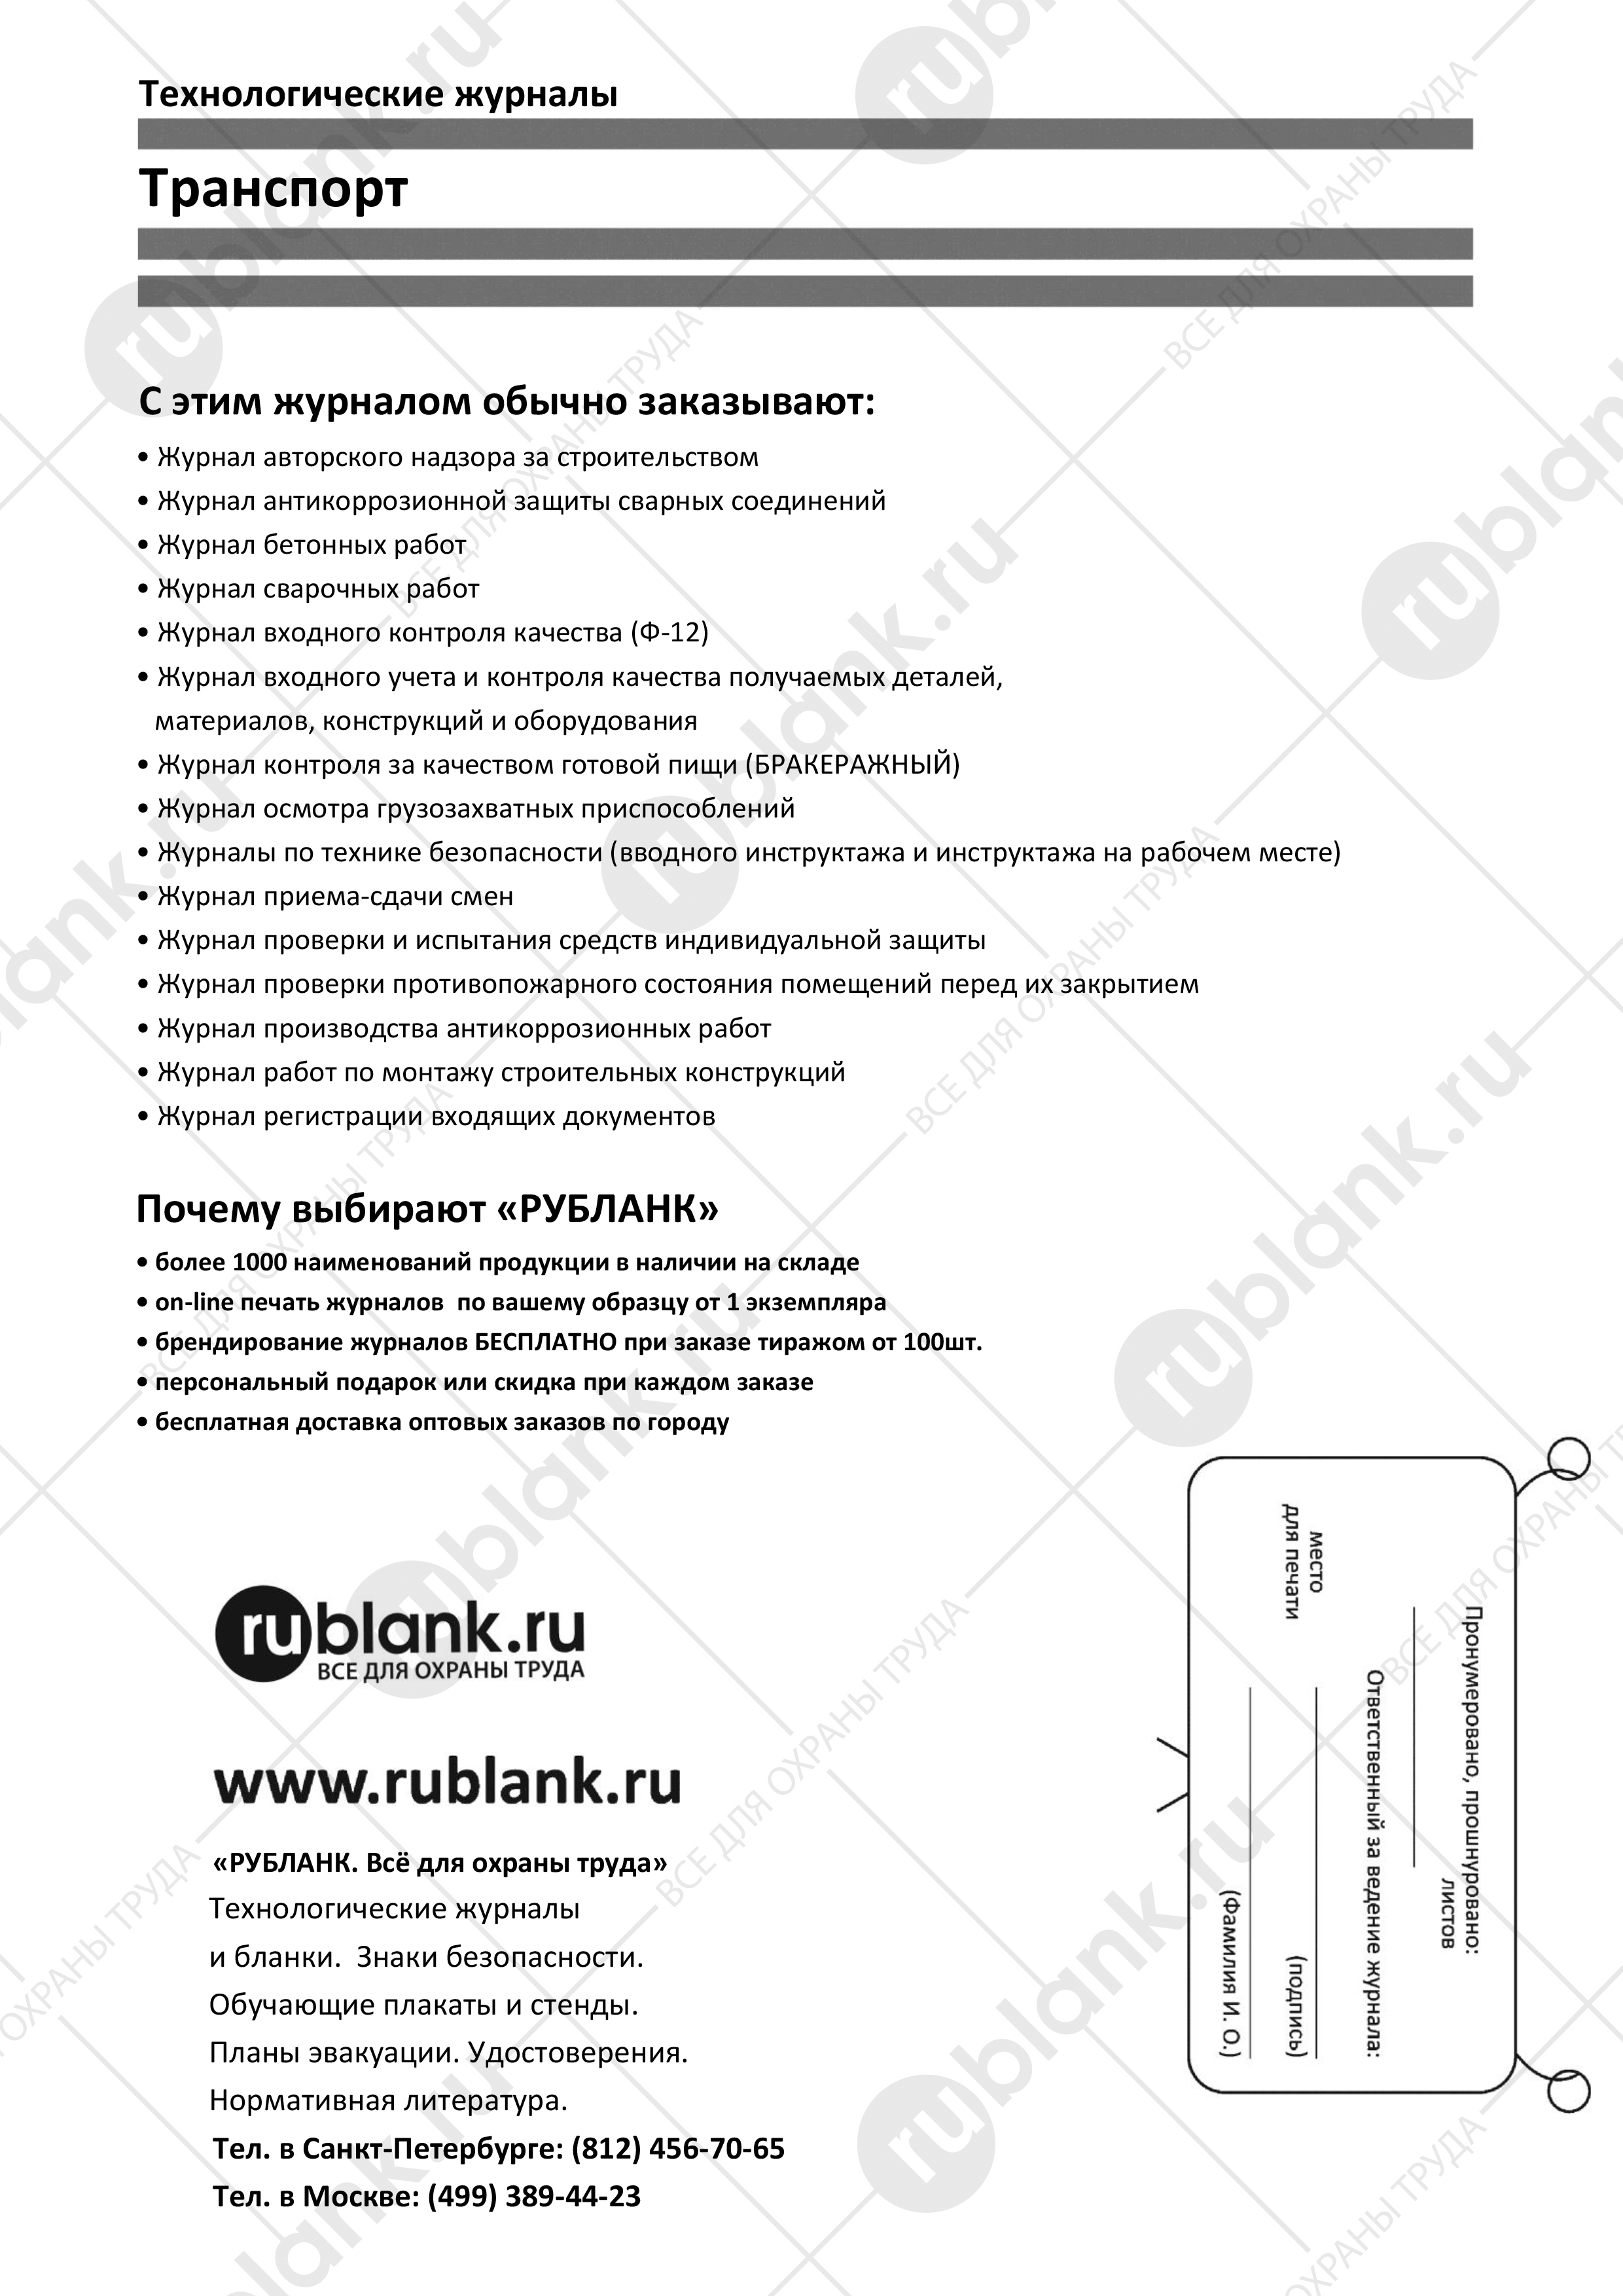 Технологические журналы
Транспорт
С этим журналом обычно заказывают:
• Журнал авторского надзора за строительством
• Журнал антикоррозионной защиты сварных соединений
• Журнал бетонных работ
• Журнал сварочных работ
• Журнал входного контроля качества (Ф-12)
• Журнал входного учета и контроля качества получаемых деталей,
материалов, конструкций и оборудования
• Журнал контроля за качеством готовой пищи (БРАКЕРАЖНЫЙ)
• Журнал осмотра грузозахватных приспособлений
• Журналы по технике безопасности (вводного инструктажа и инструктажа на рабочем месте)
• Журнал приема-сдачи смен
• Журнал проверки и испытания средств индивидуальной защиты
• Журнал проверки противопожарного состояния помещений перед их закрытием
• Журнал производства антикоррозионных работ
• Журнал работ по монтажу строительных конструкций
• Журнал регистрации входящих документов
Почему выбирают «РУБЛАНК»
• более 1000 наименований продукции в наличии на складе
• on-line печать журналов по вашему образцу от 1 экземпляра
• брендирование журналов БЕСПЛАТНО при заказе тиражом от 100шт.
• персональный подарок или скидка при каждом заказе
• бесплатная доставка оптовых заказов по городу
rublank.ru
ВСЕ ДЛЯ ОХРАНЫ ТРУДА
www.rublank.ru
«РУБЛАНК. Всё для охраны труда»
Технологические журналы
и бланки. Знаки безопасности.
Обучающие плакаты и стенды.
Планы эвакуации. Удостоверения.
Нормативная литература.
Тел. в Санкт-Петербурге: (812) 456-70-65
Тел. в Москве: (499) 389-44-23
Пронумеровано, прошнуровано:
листов
Ответственный за ведение журнала:
место
для печати
(подпись)
(Фамилия И. О.)